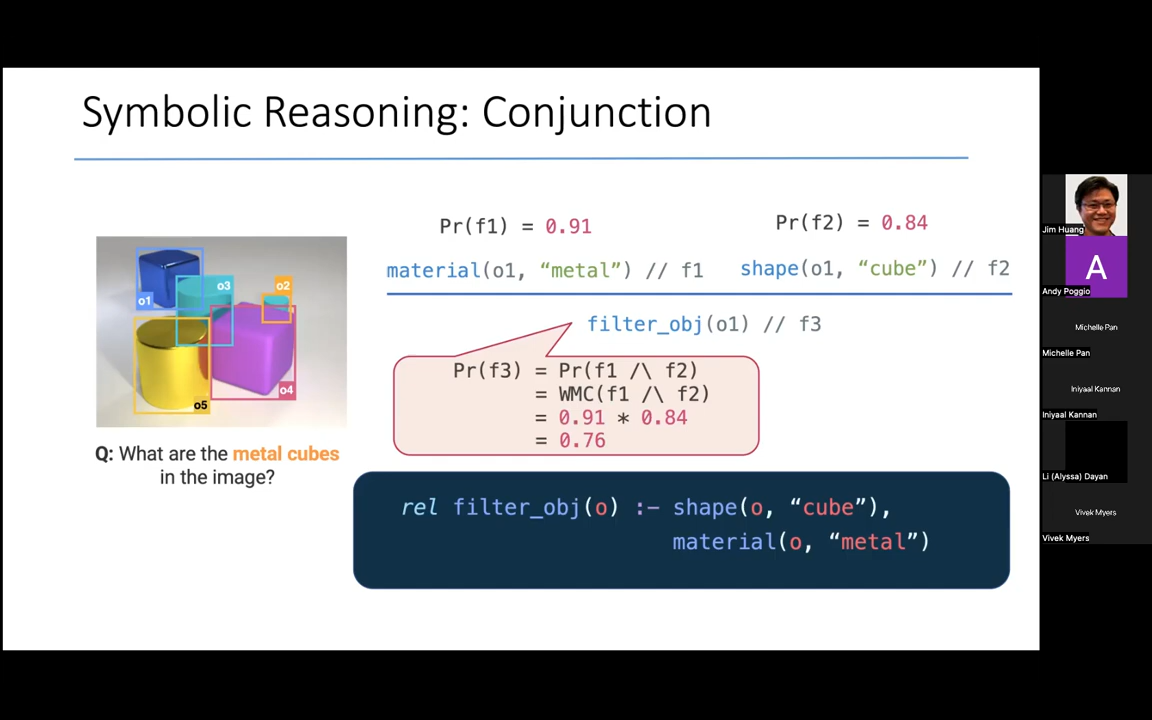 Symbolic Reasoning: Conjunction
Pr(f1) = 0.91
Pr(f2) = 0.84
material(o1, “metal”) // f1
shape(o1, “cube”) // f2
filter_obj(o1) // f3
Pr(f3) = Pr(f1 /\ f2)
= WMC(f1 /\ f2)
= 0.91 * 0.84
= 0.76
o1
o3
o2
o4
o5
Q: What are the metal cubes
in the image?
rel filter_obj(o) :- shape(o, “cube”),
material(o, “metal”)
Jim Huang
A
Andy Poggio
Michelle Pan
Michelle Pan
Iniyaal Kannan
Iniyaal Kannan
Li (Alyssa) Dayan
Vivek Myers
Vivek Myers